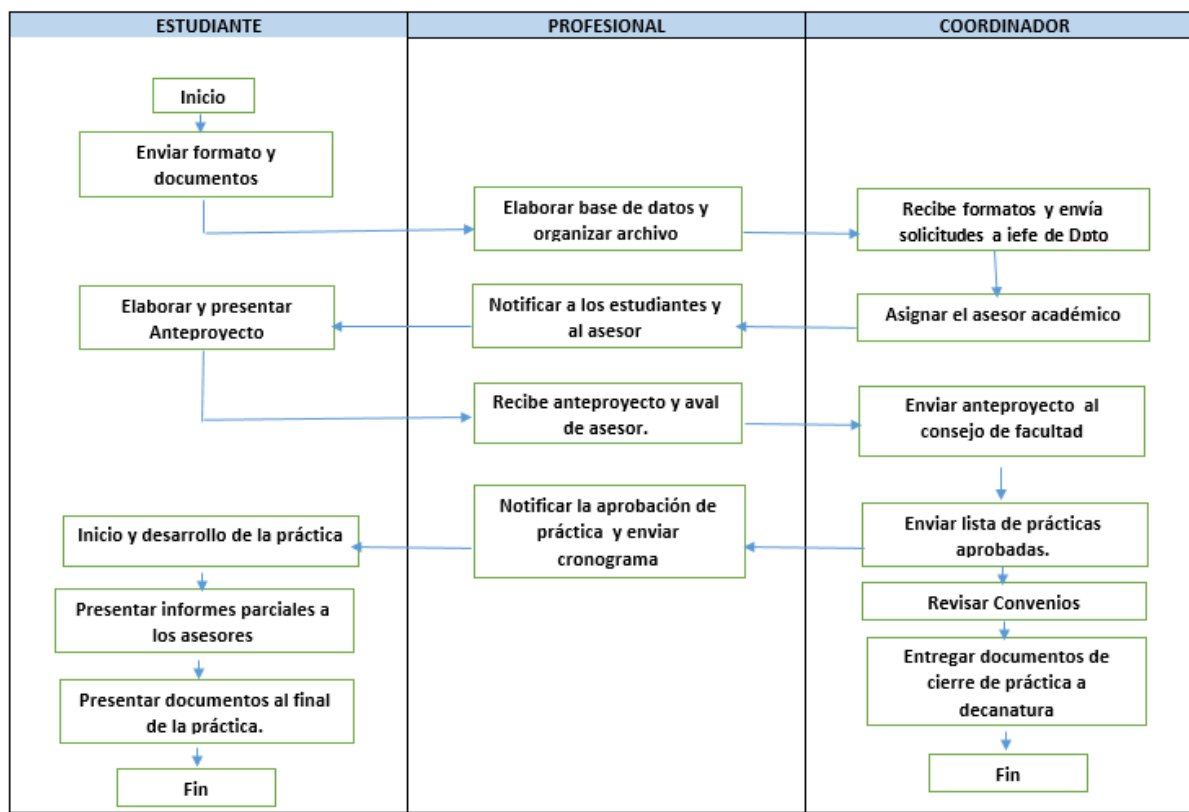 ESTUDIANTE
PROFESIONAL
COORDINADOR
Inicio
Enviar formato y
documentos
Elaborar base de datos y
organizar archivo
Recibe formatos y envía
solicitudes a jefe de Dpto
Elaborar y presentar
Anteproyecto
Notificar a los estudiantes y
al asesor
Asignar el asesor académico
Recibe anteproyecto y aval
de asesor.
Enviar anteproyecto al
consejo de facultad
Notificar la aprobación de
práctica y enviar
cronograma
Inicio y desarrollo de la práctica
Enviar lista de prácticas
aprobadas.
Presentar informes parciales a
los asesores
Revisar Convenios
Entregar documentos de
cierre de práctica a
decanatura
Presentar documentos al final
de la práctica.
Fin
Fin